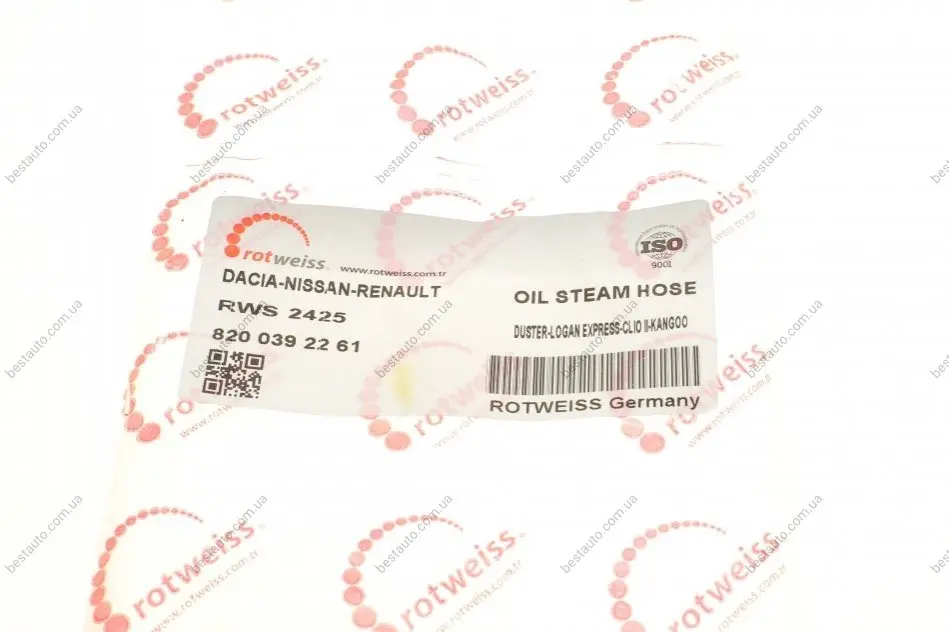 rotweiss
www.rotweiss.com.tr
DACIA-NISSAN-RENAULT
RWS 2425
820 039 22 61
ISO
9001
OIL STEAM HOSE
DUSTER-LOGAN EXPRESS-CLIO II-KANGOO
ROTWEISS Germany
rotweiss
www.rotweiss.com.tr
bestauto.com.ua